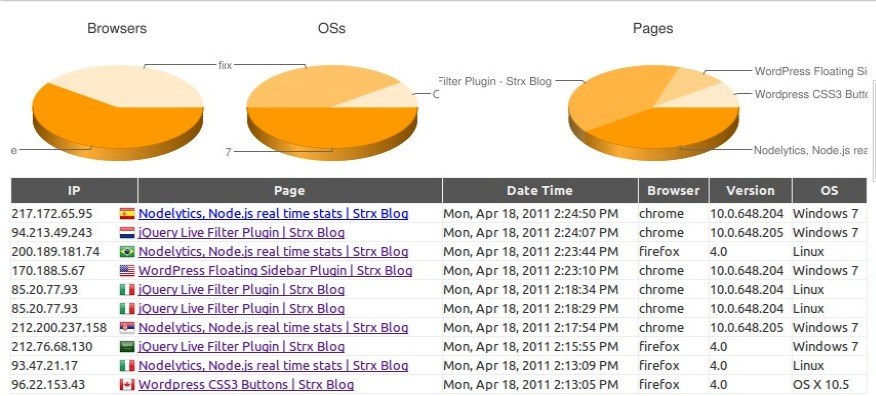 Browsers OSs Pages
fiix
Filter Plugin - Strx Blog
WordPress Floating Si
C
Wordpress CSS3 Butto
e
7
Nodelytics, Node.js rea
IP Page Date Time Browser Version OS
217.172.65.95 Nodelytics, Node.js real time stats | Strx Blog Mon, Apr 18, 2011 2:24:50 PM chrome 10.0.648.204 Windows 7
94.213.49.243 jQuery Live Filter Plugin | Strx Blog Mon, Apr 18, 2011 2:24:07 PM chrome 10.0.648.205 Windows 7
200.189.181.74 jQuery Live Filter Plugin | Strx Blog Mon, Apr 18, 2011 2:23:44 PM firefox 4.0 Linux
170.188.5.67 WordPress Floating Sidebar Plugin | Strx Blog Mon, Apr 18, 2011 2:23:10 PM chrome 10.0.648.204 Windows 7
85.20.77.93 jQuery Live Filter Plugin | Strx Blog Mon, Apr 18, 2011 2:18:34 PM chrome 10.0.648.204 Linux
85.20.77.93 jQuery Live Filter Plugin | Strx Blog Mon, Apr 18, 2011 2:18:29 PM chrome 10.0.648.204 Linux
212.200.237.158 Nodelytics, Node.js real time stats | Strx Blog Mon, Apr 18, 2011 2:17:54 PM chrome 10.0.648.205 Windows 7
212.76.68.130 jQuery Live Filter Plugin | Strx Blog Mon, Apr 18, 2011 2:15:55 PM firefox 4.0 Windows 7
93.47.21.17 Nodelytics, Node.js real time stats | Strx Blog Mon, Apr 18, 2011 2:13:09 PM firefox 4.0 Linux
96.22.153.43 Wordpress CSS3 Buttons | Strx Blog Mon, Apr 18, 2011 2:13:05 PM firefox 4.0 OS X 10.5